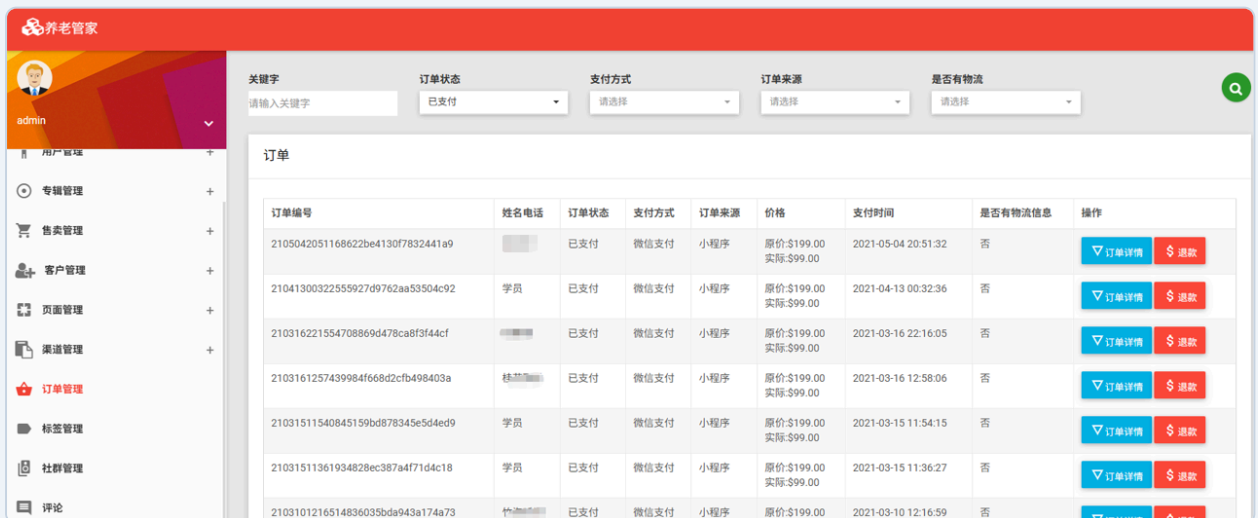 养老管家
admin
用户管理
专辑管理
售卖管理
客户管理
页面管理
渠道管理
订单管理
标签管理
社群管理
评论
关键字 订单状态 支付方式 订单来源 是否有物流
请输入关键字 已支付 请选择 请选择 请选择
订单
订单编号 姓名电话 订单状态 支付方式 订单来源 价格 支付时间 是否有物流信息 操作
2105042051168622be4130f7832441a9 已支付 微信支付 小程序 原价:$199.00 2021-05-04 20:51:32 否 订单详情 $ 退款
实际:$99.00
21041300322555927d9762aa53504c92 学员 已支付 微信支付 小程序 原价:$199.00 2021-04-13 00:32:36 否 订单详情 $ 退款
实际:$99.00
210316221554708869d478ca8f3f44cf 已支付 微信支付 小程序 原价:$199.00 2021-03-16 22:16:05 否 订单详情 $ 退款
实际:$99.00
2103161257439984f668d2cfb498403a 桂 已支付 微信支付 小程序 原价:$199.00 2021-03-16 12:58:06 否 订单详情 $ 退款
实际:$99.00
21031511540845159bd878345e5d4ed9 学员 已支付 微信支付 小程序 原价:$199.00 2021-03-15 11:54:15 否 订单详情 $ 退款
实际:$99.00
21031511361934828ec387a4f71d4c18 学员 已支付 微信支付 小程序 原价:$199.00 2021-03-15 11:36:27 否 订单详情 $ 退款
实际:$99.00
2103101216514836035bda943a174a73 已支付 微信支付 小程序 原价:$199.00 2021-03-10 12:16:59 否